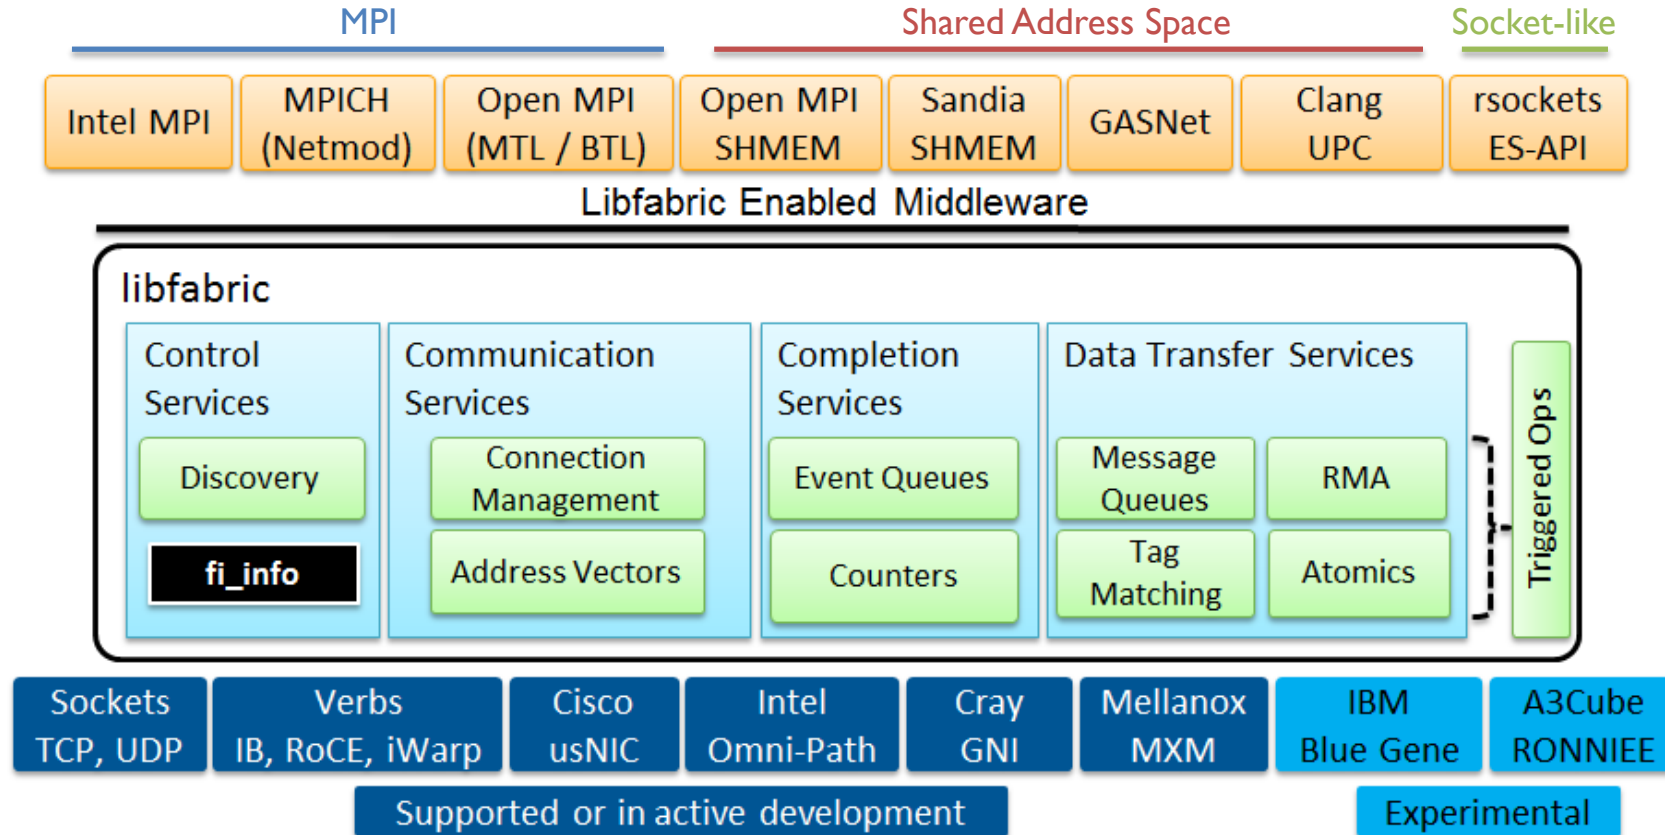 MPI
Shared Address Space
Socket-like
Intel MPI
MPICH
(Netmod)
Open MPI
(MTL / BTL)
Open MPI
SHMEM
Sandia
SHMEM
GASNet
Clang
UPC
rsockets
ES-API
Libfabric Enabled Middleware
libfabric
Control
Services
Discovery
fi_info
Communication
Services
Connection
Management
Address Vectors
Completion
Services
Event Queues
Counters
Data Transfer Services
Message
Queues
RMA
Tag
Matching
Atomics
Triggered Ops
Sockets
TCP, UDP
Verbs
IB, RoCE, iWarp
Cisco
usNIC
Intel
Omni-Path
Cray
GNI
Mellanox
MXM
IBM
Blue Gene
A3Cube
RONNIEE
Supported or in active development
Experimental